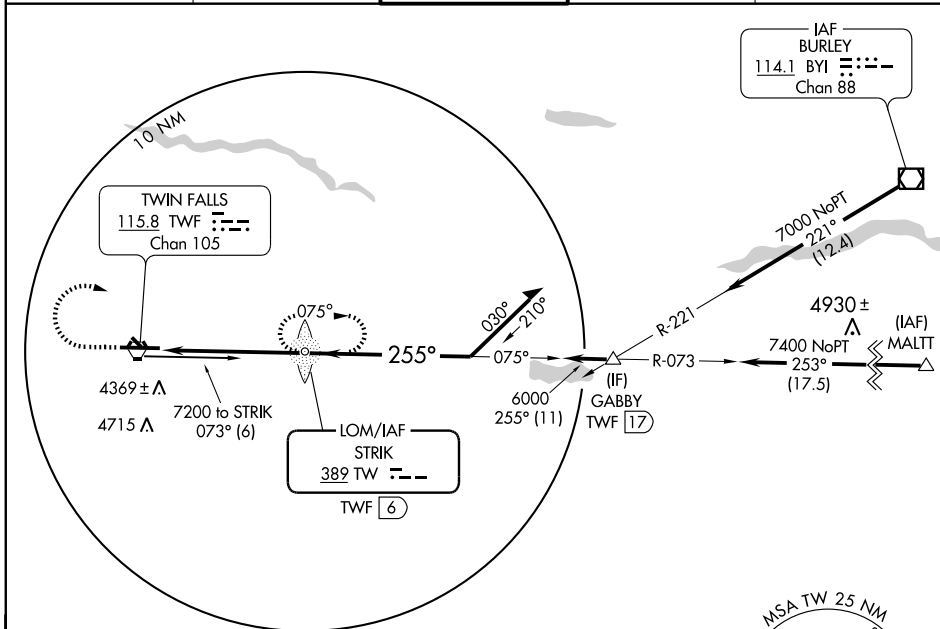 IAF
BURLEY
114.1 BYI
Chan 88
10 NM
TWIN FALLS
115.8 TWF
Chan 105
7000 NoPT
221°
(12.4)
R-221
4930 ±
(IAF)
MALTT
7400 NoPT
253°
(17.5)
R-073
075°
030°
210°
255°
075°
(IF)
GABBY
TWF 17
6000
255° (11)
4369 ±
4715
7200 to STRIK
073° (6)
LOM/IAF
STRIK
389 TW
TWF 6
MSA TW 25 NM